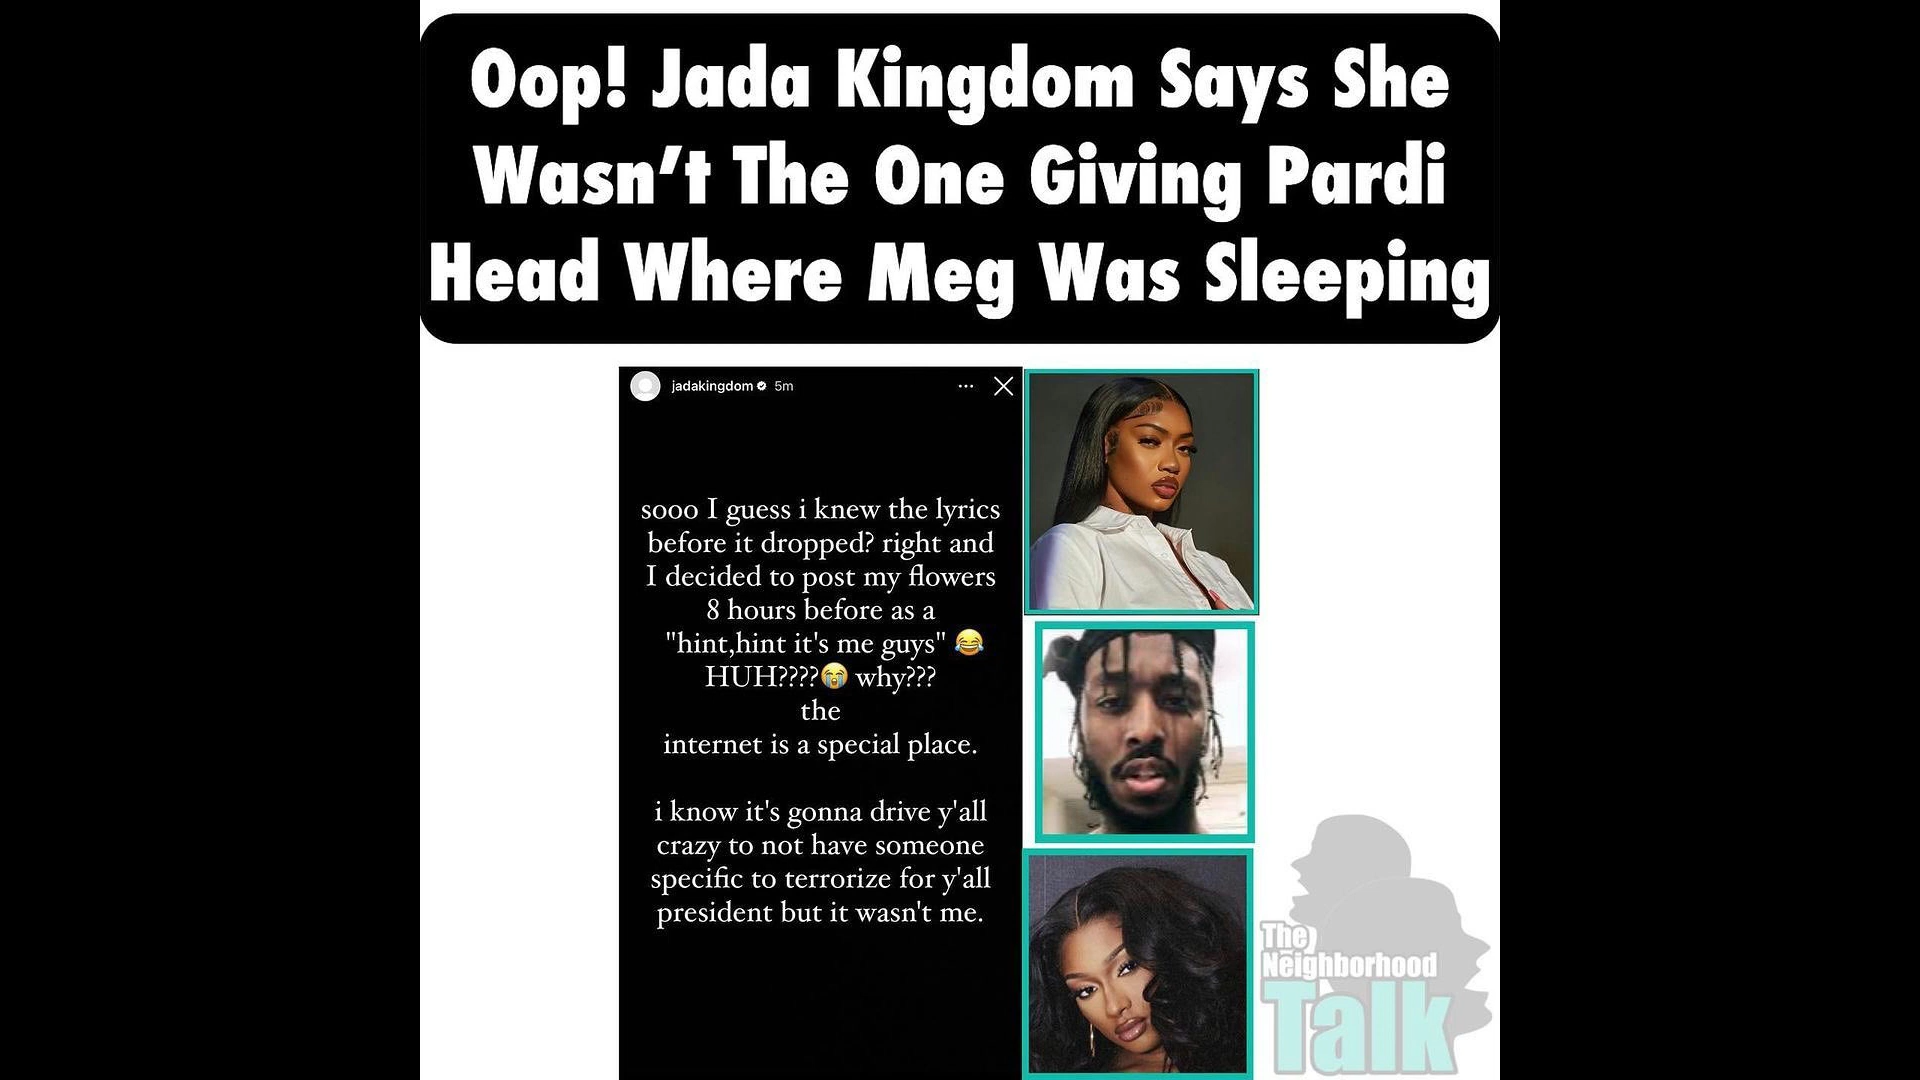 Oop! Jada Kingdom Says She
Wasn't The One Giving Pardi
Head Where Meg Was Sleeping
jadakingdom 5m
sooo I guess i knew the lyrics
before it dropped? right and
I decided to post my flowers
8 hours before as a
"hint,hint it's me guys" 😂
HUH????😭 why???
the
internet is a special place.
i know it's gonna drive y'all
crazy to not have someone
specific to terrorize for y'all
president but it wasn't me.
The
Neighborhood
Talk